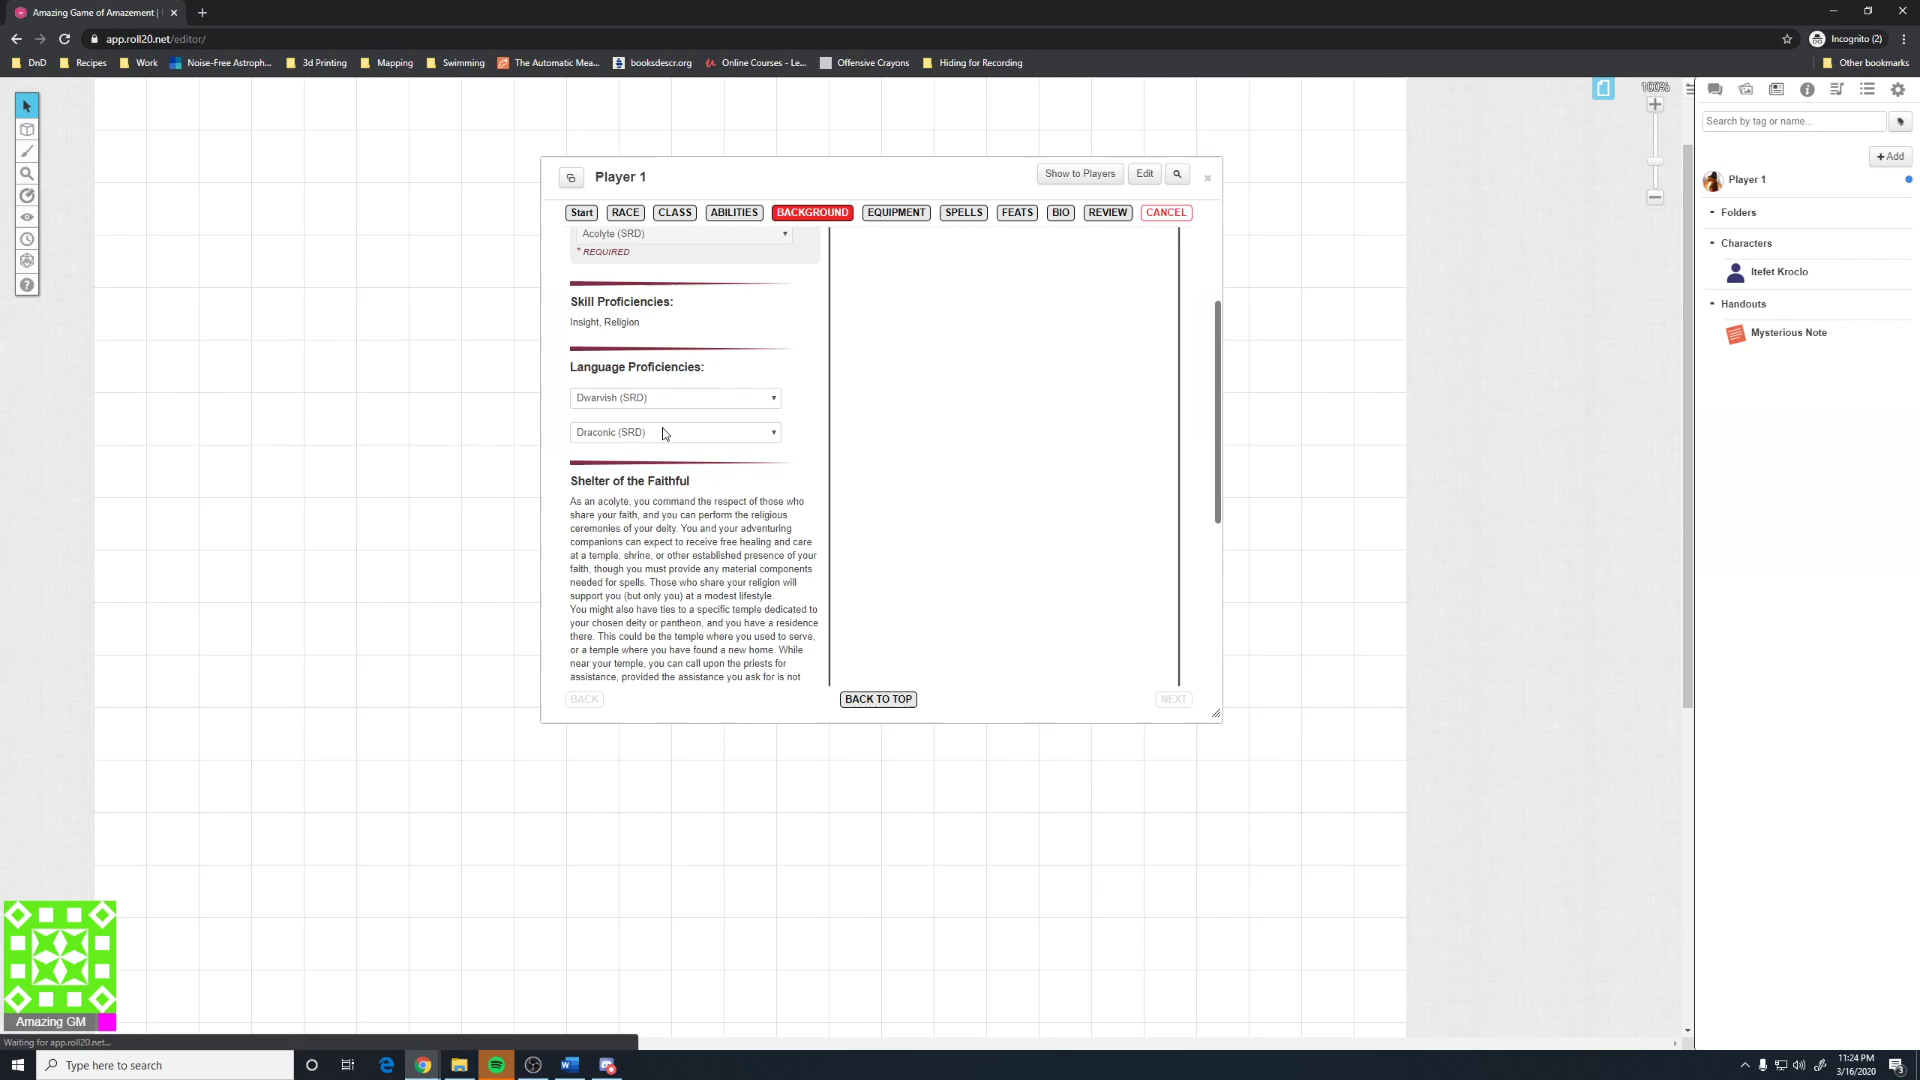 Amazing Game of Amazement |
app.roll20.net/editor/
Incognito (2)
DnD
Recipes
Work
Noise-Free Astroph...
3d Printing
Mapping
Swimming
The Automatic Mea...
booksdescr.org
Online Courses - Le...
Offensive Crayons
Hiding for Recording
Other bookmarks
100%
Search by tag or name...
+ Add
Player 1
Folders
Characters
Itefet Kroclo
Handouts
Mysterious Note
Player 1
Show to Players
Edit
Start
RACE
CLASS
ABILITIES
BACKGROUND
EQUIPMENT
SPELLS
FEATS
BIO
REVIEW
CANCEL
Acolyte (SRD)
* REQUIRED
Skill Proficiencies:
Insight, Religion
Language Proficiencies:
Dwarvish (SRD)
Draconic (SRD)
Shelter of the Faithful
As an acolyte, you command the respect of those who
share your faith, and you can perform the religious
ceremonies of your deity. You and your adventuring
companions can expect to receive free healing and care
at a temple, shrine, or other established presence of your
faith, though you must provide any material components
needed for spells. Those who share your religion will
support you (but only you) at a modest lifestyle.
You might also have ties to a specific temple dedicated to
your chosen deity or pantheon, and you have a residence
there. This could be the temple where you used to serve,
or a temple where you have found a new home. While
near your temple, you can call upon the priests for
assistance, provided the assistance you ask for is not
BACK
BACK TO TOP
NEXT
Amazing GM
Waiting for app.roll20.net...
Type here to search
11:24 PM
3/16/2020
3